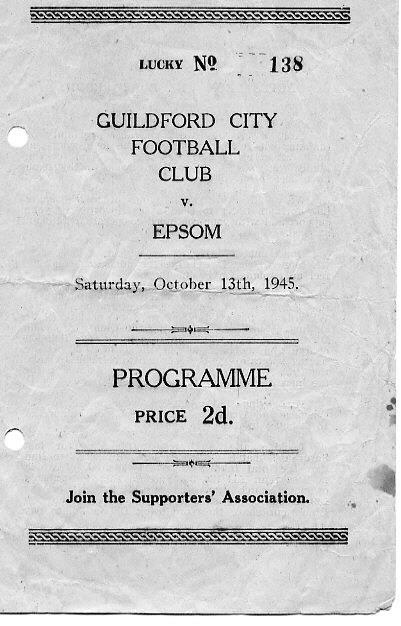 LUCKY Nº 138
GUILDFORD CITY
FOOTBALL
CLUB
v.
EPSOM
Saturday, October 13th, 1945.
PROGRAMME
PRICE 2d.
Join the Supporters' Association.